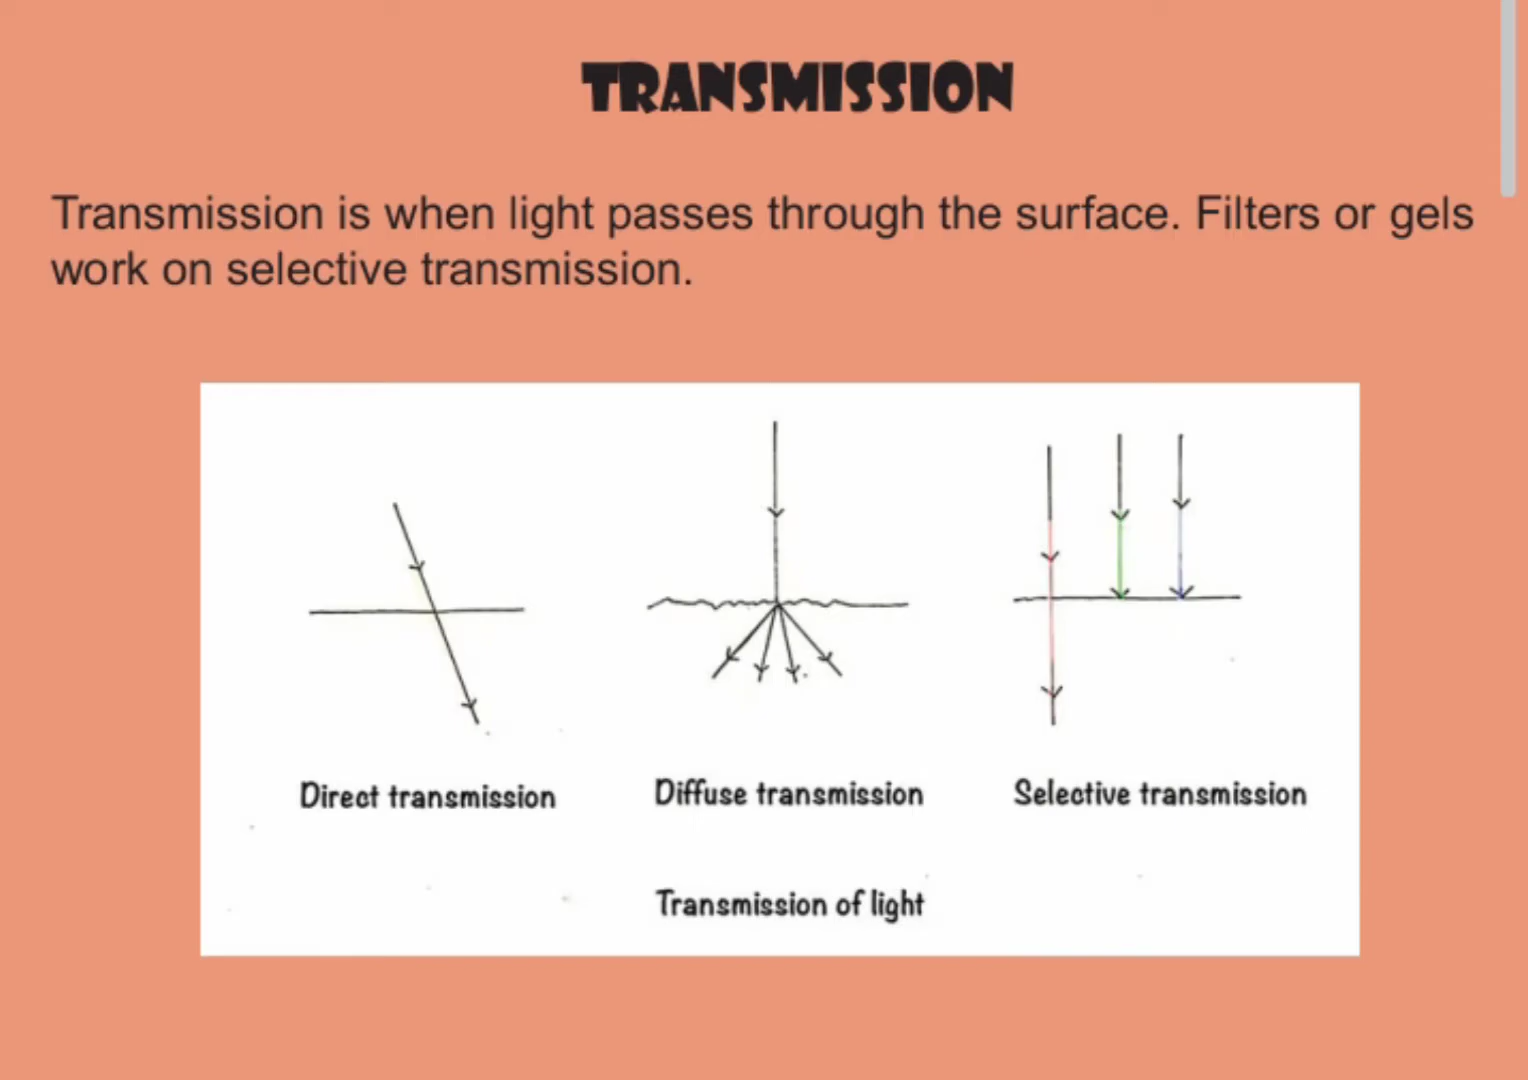 TRANSMISSION
Transmission is when light passes through the surface. Filters or gels
work on selective transmission.
Direct transmission
Diffuse transmission
Selective transmission
Transmission of light